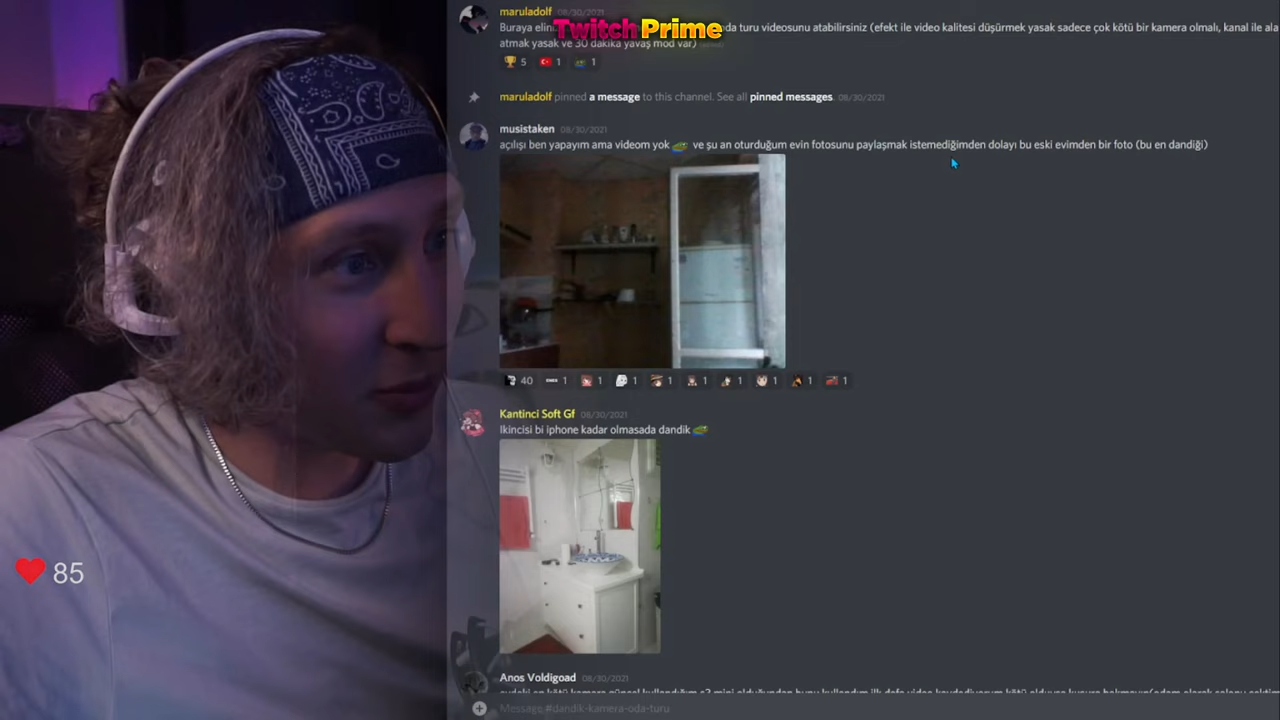 maruladolf 08/30/2021
Twitch Prime
Buraya elin da turu videosunu atabilirsiniz (efekt ile video kalitesi düşürmek yasak sadece çok kötü bir kamera olmalı, kanal ile ala
atmak yasak ve 30 dakika yavaş mod var)
5 1 1
maruladolf pinned a message to this channel. See all pinned messages. 08/30/2021
musistaken 08/30/2021
açılışı ben yapayım ama videom yok ve şu an oturduğum evin fotosunu paylaşmak istemediğimden dolayı bu eski evimden bir foto (bu en dandiği)
40 1 1 1 1 1 1 1 1 1
Kantinci Soft Gf 08/30/2021
Ikincisi bi iphone kadar olmasada dandik
85
Anos Voldigoad 08/30/2021
Message #dandik-kamera-oda-turu